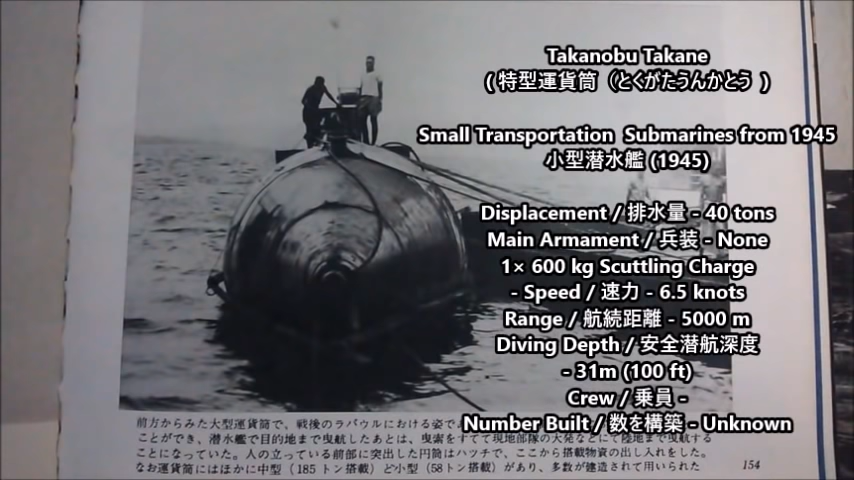 Takanobu Takane
( 特型運貨筒（とくがたうんかとう )
Small Transportation Submarines from 1945
小型潜水艦 (1945)
Displacement / 排水量 - 40 tons
Main Armament / 兵装 - None
1× 600 kg Scuttling Charge
- Speed / 速力 - 6.5 knots
Range / 航続距離 - 5000 m
Diving Depth / 安全潜航深度
- 31m (100 ft)
Crew / 乗員 -
Number Built / 数を構築 - Unknown
前方からみた大型運貨筒で、戦後のラバウルにおける姿で
ことができ、潜水艦で目的地まで曳航したあとは、曳索をすてて現地部隊の大発などにて陸地まで曳航する
ことになっていた。人の立っている前部に突出した円筒はハッチで、ここから搭載物資の出し入れをした。
なお運貨筒にはほかに中型（185トン搭載）ど小型（58トン搭載）があり、多数が建造されて用いられた
154